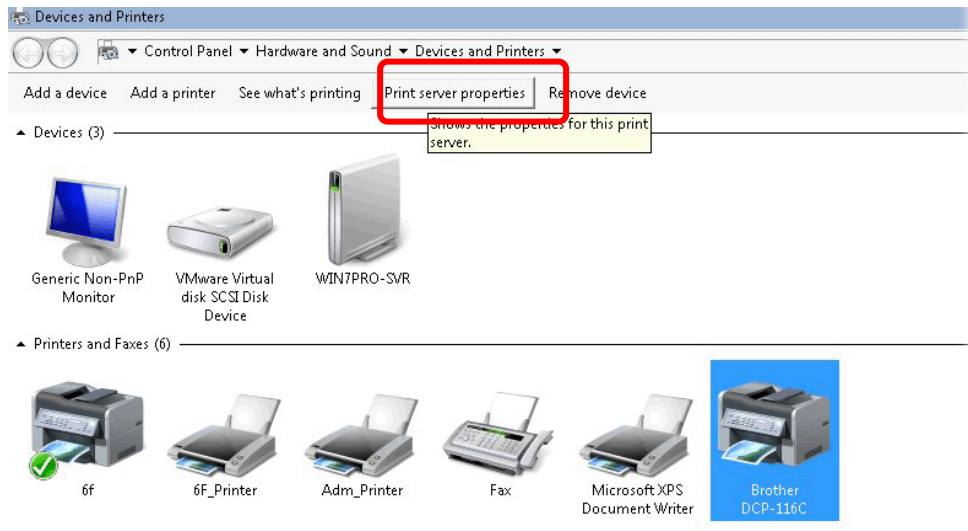 Devices and Printers
Control Panel Hardware and Sound Devices and Printers
Add a device Add a printer See what's printing Print server properties Remove device
Shows the properties for this print
server.
Devices (3)
Generic Non-PnP
Monitor
VMware Virtual
disk SCSI Disk
Device
WIN7PRO-SVR
Printers and Faxes (6)
6f
6F_Printer
Adm_Printer
Fax
Microsoft XPS
Document Writer
Brother
DCP-116C